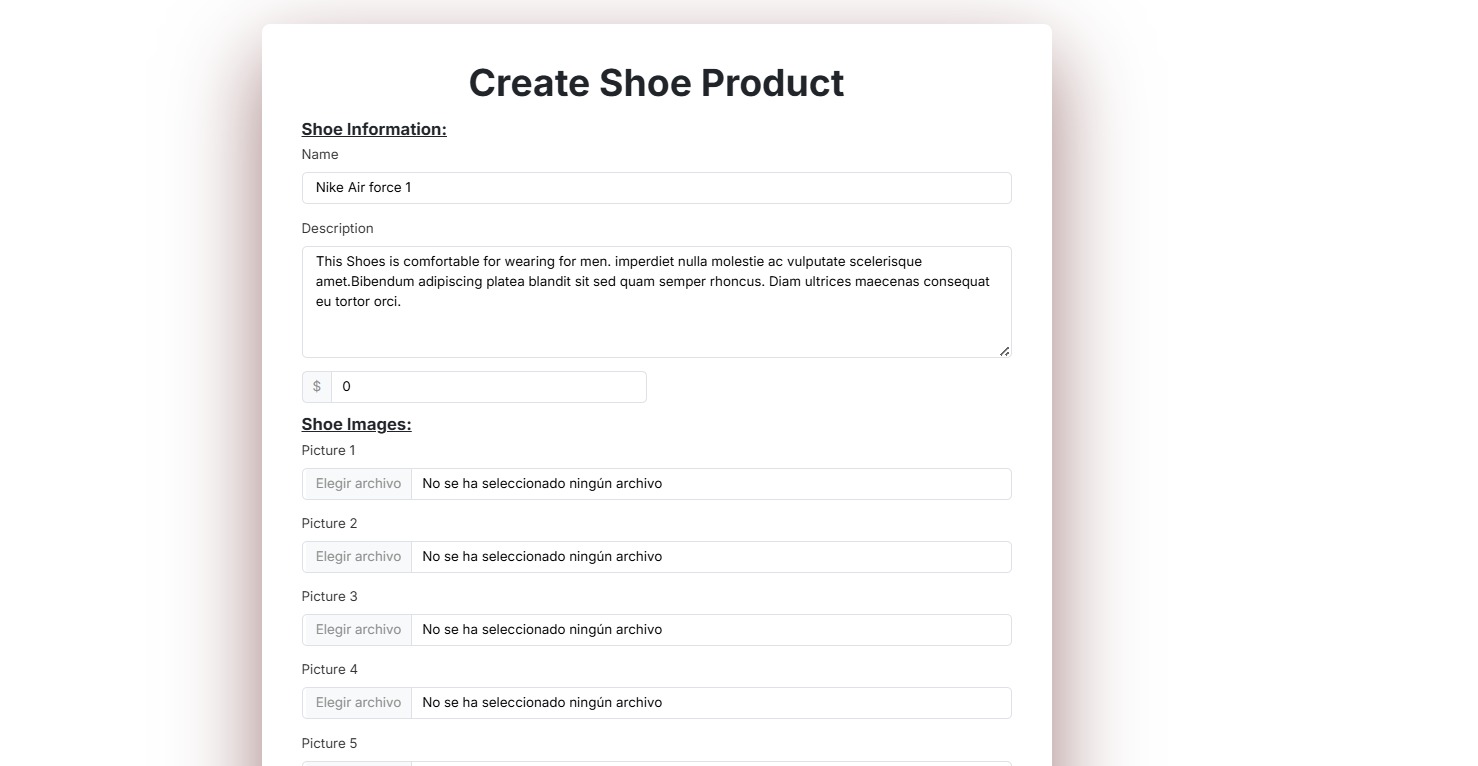 Create Shoe Product
Shoe Information:
Name
Nike Air force 1
Description
This Shoes is comfortable for wearing for men. imperdiet nulla molestie ac vulputate scelerisque
amet.Bibendum adipiscing platea blandit sit sed quam semper rhoncus. Diam ultrices maecenas consequat
eu tortor orci.
$ 0
Shoe Images:
Picture 1
Elegir archivo No se ha seleccionado ningún archivo
Picture 2
Elegir archivo No se ha seleccionado ningún archivo
Picture 3
Elegir archivo No se ha seleccionado ningún archivo
Picture 4
Elegir archivo No se ha seleccionado ningún archivo
Picture 5